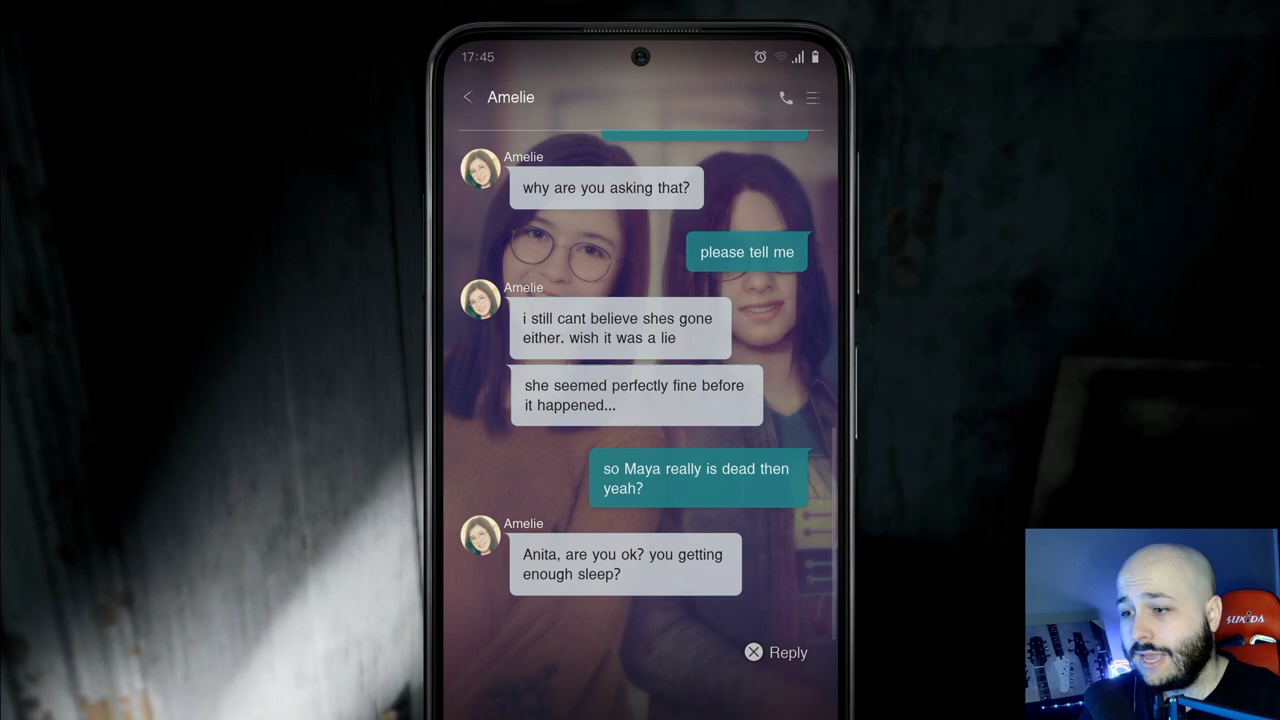 17:45
Amelie
Amelie
why are you asking that?
please tell me
Amelie
i still cant believe shes gone
either. wish it was a lie
she seemed perfectly fine before
it happened...
so Maya really is dead then
yeah?
Amelie
Anita, are you ok? you getting
enough sleep?
Reply